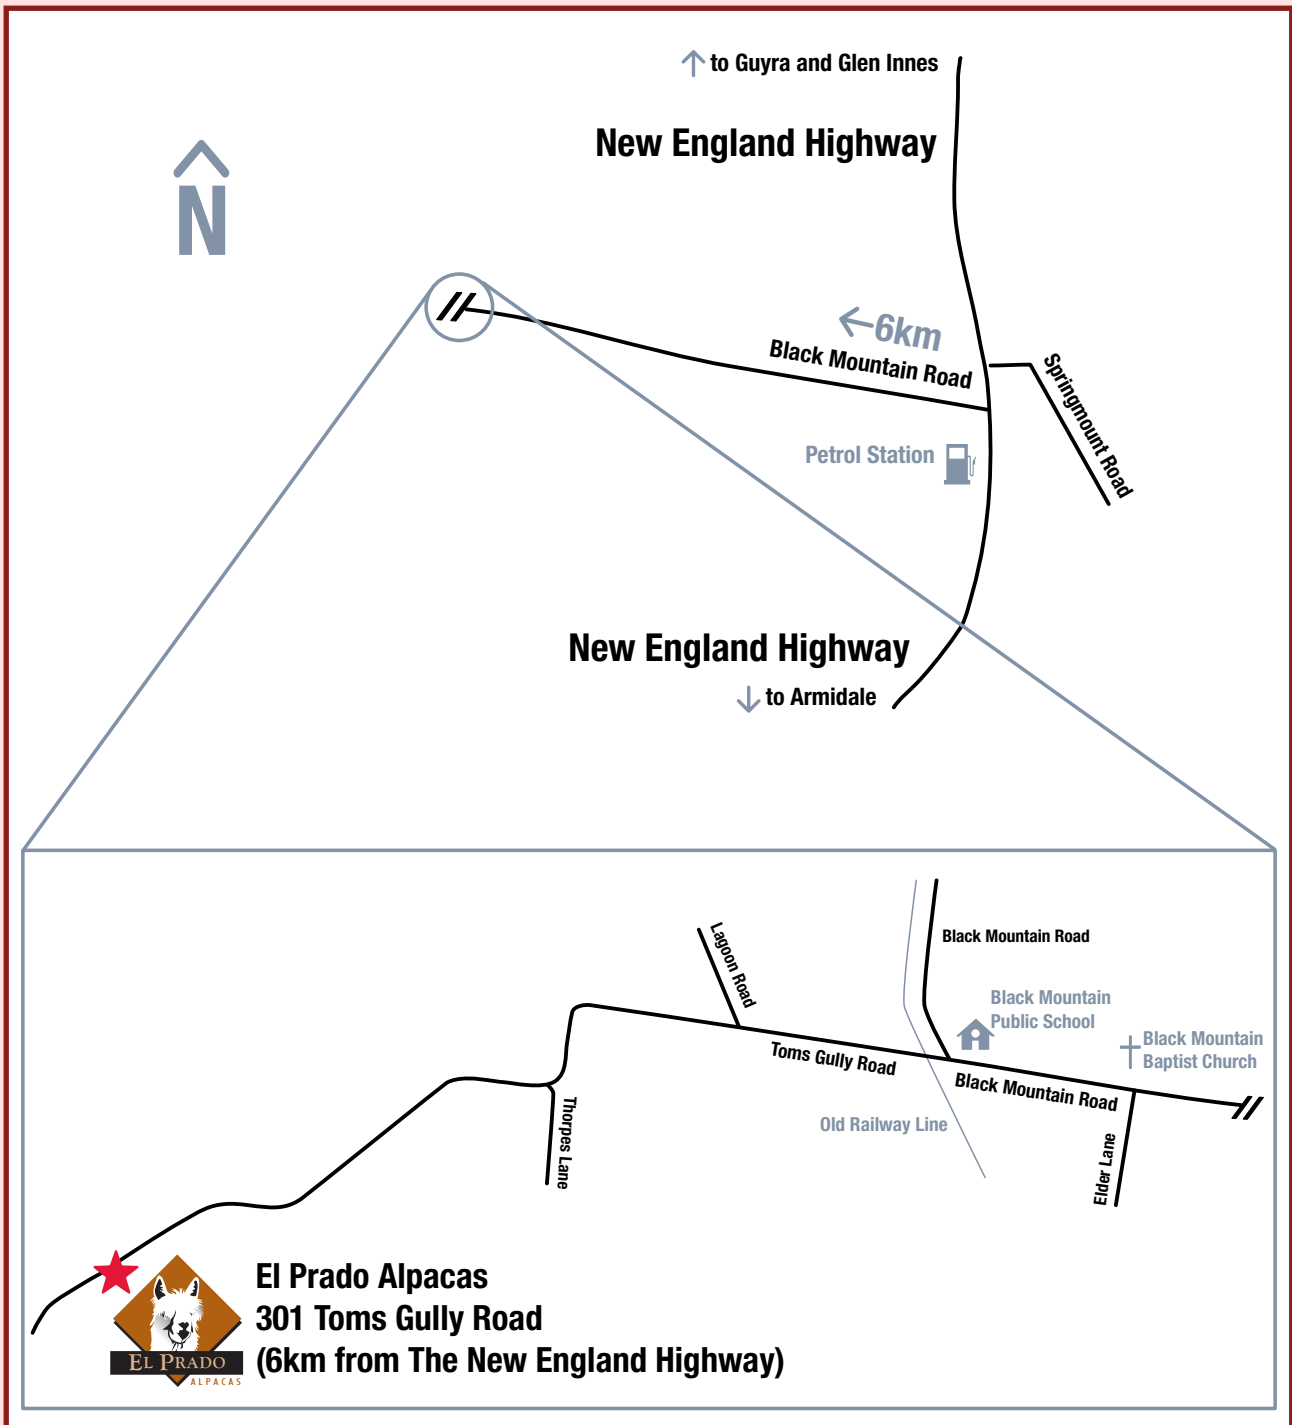 to Guyra and Glen Innes
New England Highway
N
6km
Black Mountain Road
Springmount Road
Petrol Station
New England Highway
to Armidale
Lagoon Road
Black Mountain Road
Black Mountain
Public School
Black Mountain
Baptist Church
Toms Gully Road
Black Mountain Road
Old Railway Line
Thorpes Lane
Elder Lane
El Prado Alpacas
301 Toms Gully Road
(6km from The New England Highway)
EL PRADO
ALPACAS